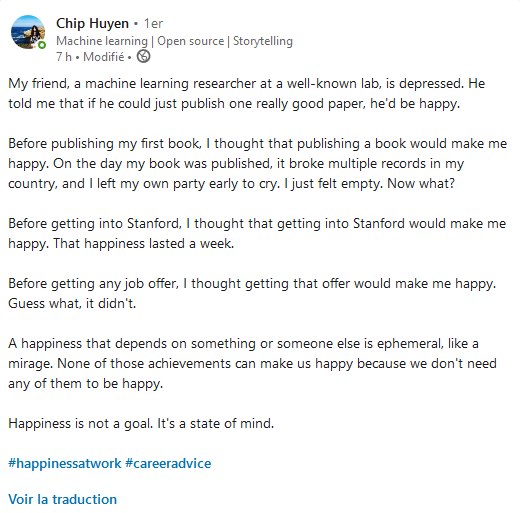 Chip Huyen • 1er
Machine learning | Open source | Storytelling
7 h • Modifié •
My friend, a machine learning researcher at a well-known lab, is depressed. He
told me that if he could just publish one really good paper, he'd be happy.
Before publishing my first book, I thought that publishing a book would make me
happy. On the day my book was published, it broke multiple records in my
country, and I left my own party early to cry. I just felt empty. Now what?
Before getting into Stanford, I thought that getting into Stanford would make me
happy. That happiness lasted a week.
Before getting any job offer, I thought getting that offer would make me happy.
Guess what, it didn't.
A happiness that depends on something or someone else is ephemeral, like a
mirage. None of those achievements can make us happy because we don't need
any of them to be happy.
Happiness is not a goal. It's a state of mind.
#happinessatwork #careeradvice
Voir la traduction